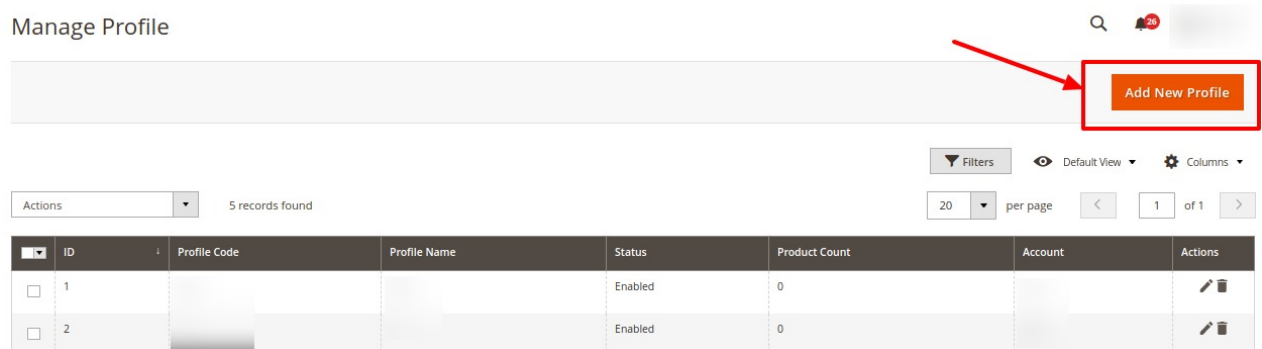 Manage Profile
26
Add New Profile
Filters
Default View
Columns
Actions
5 records found
20
per page
1
of 1
ID ↓ Profile Code Profile Name Status Product Count Account Actions
1 Enabled 0
2 Enabled 0